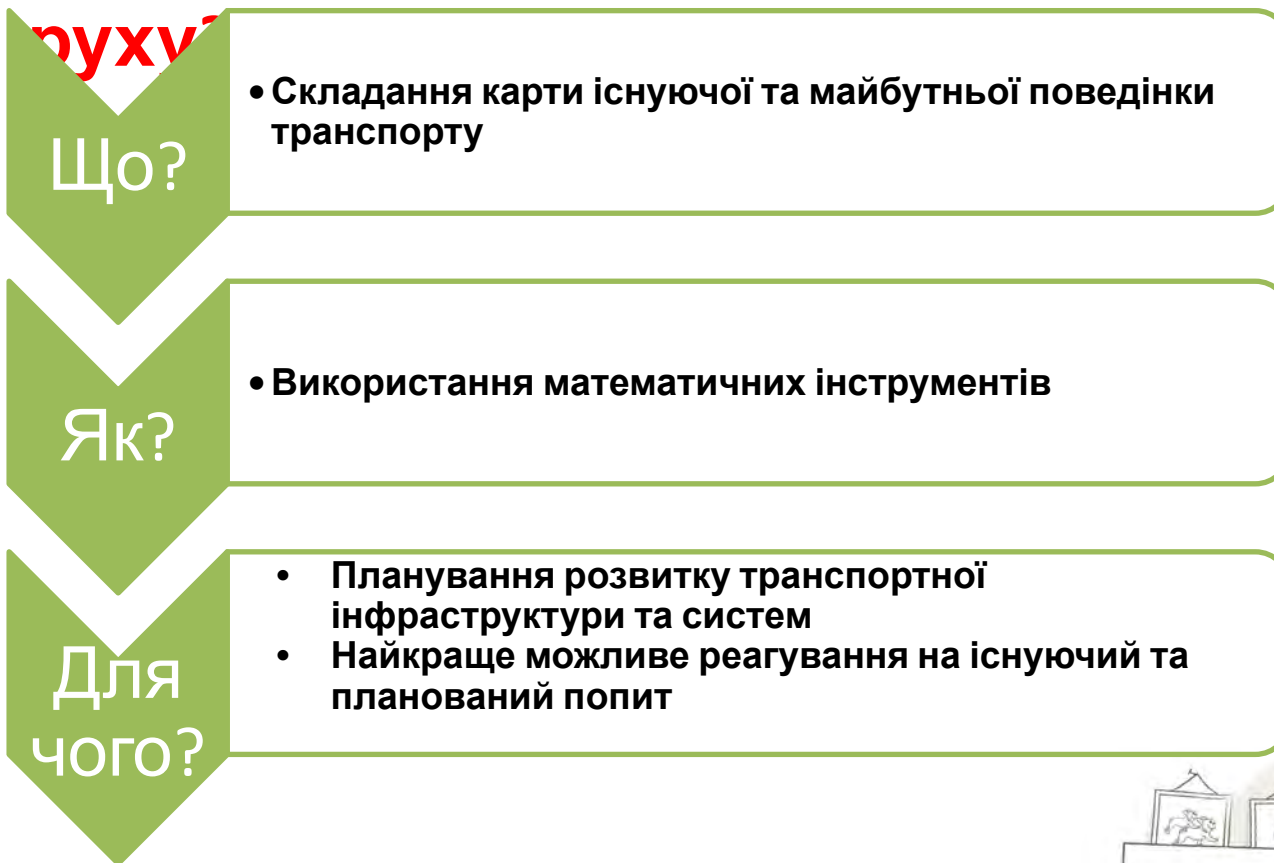 руху?
• Складання карти існуючої та майбутньої поведінки
транспорту
Що?
• Використання математичних інструментів
Як?
• Планування розвитку транспортної
інфраструктури та систем
• Найкраще можливе реагування на існуючий та
планований попит
Для
чого?